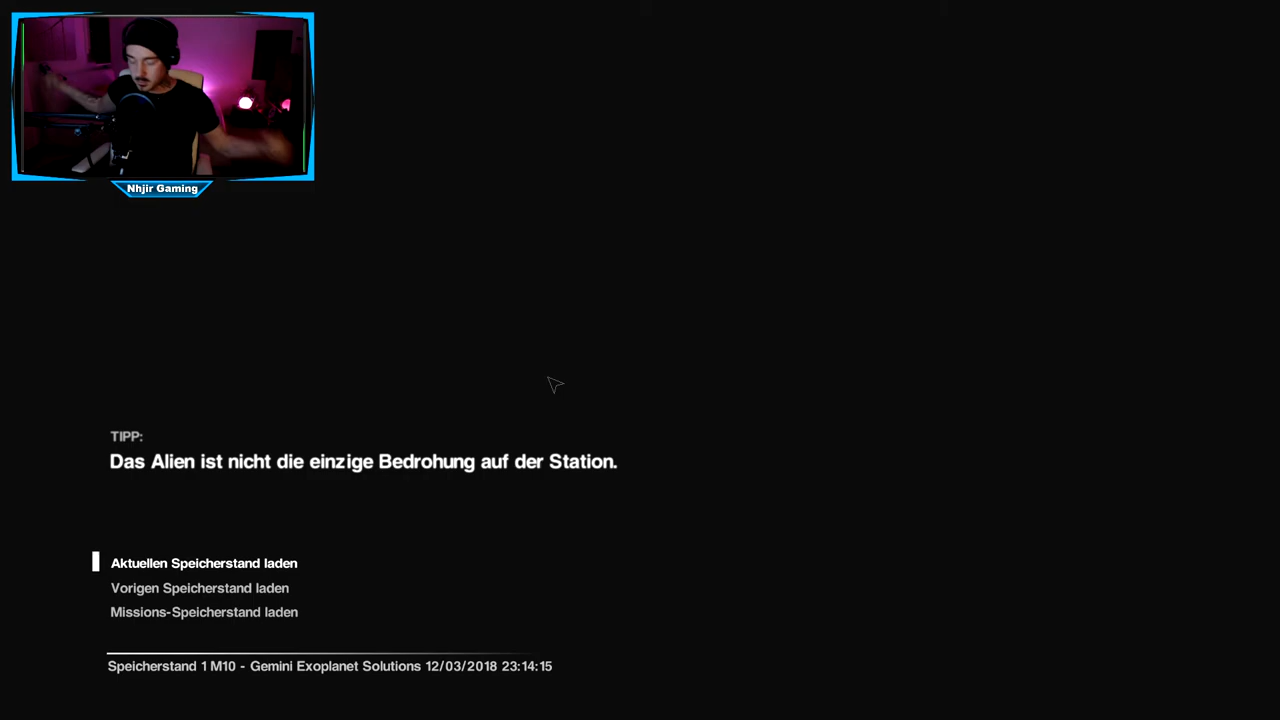 Nhjir Gaming
TIPP:
Das Alien ist nicht die einzige Bedrohung auf der Station.
Aktuellen Speicherstand laden
Vorigen Speicherstand laden
Missions-Speicherstand laden
Speicherstand 1 M10 - Gemini Exoplanet Solutions 12/03/2018 23:14:15